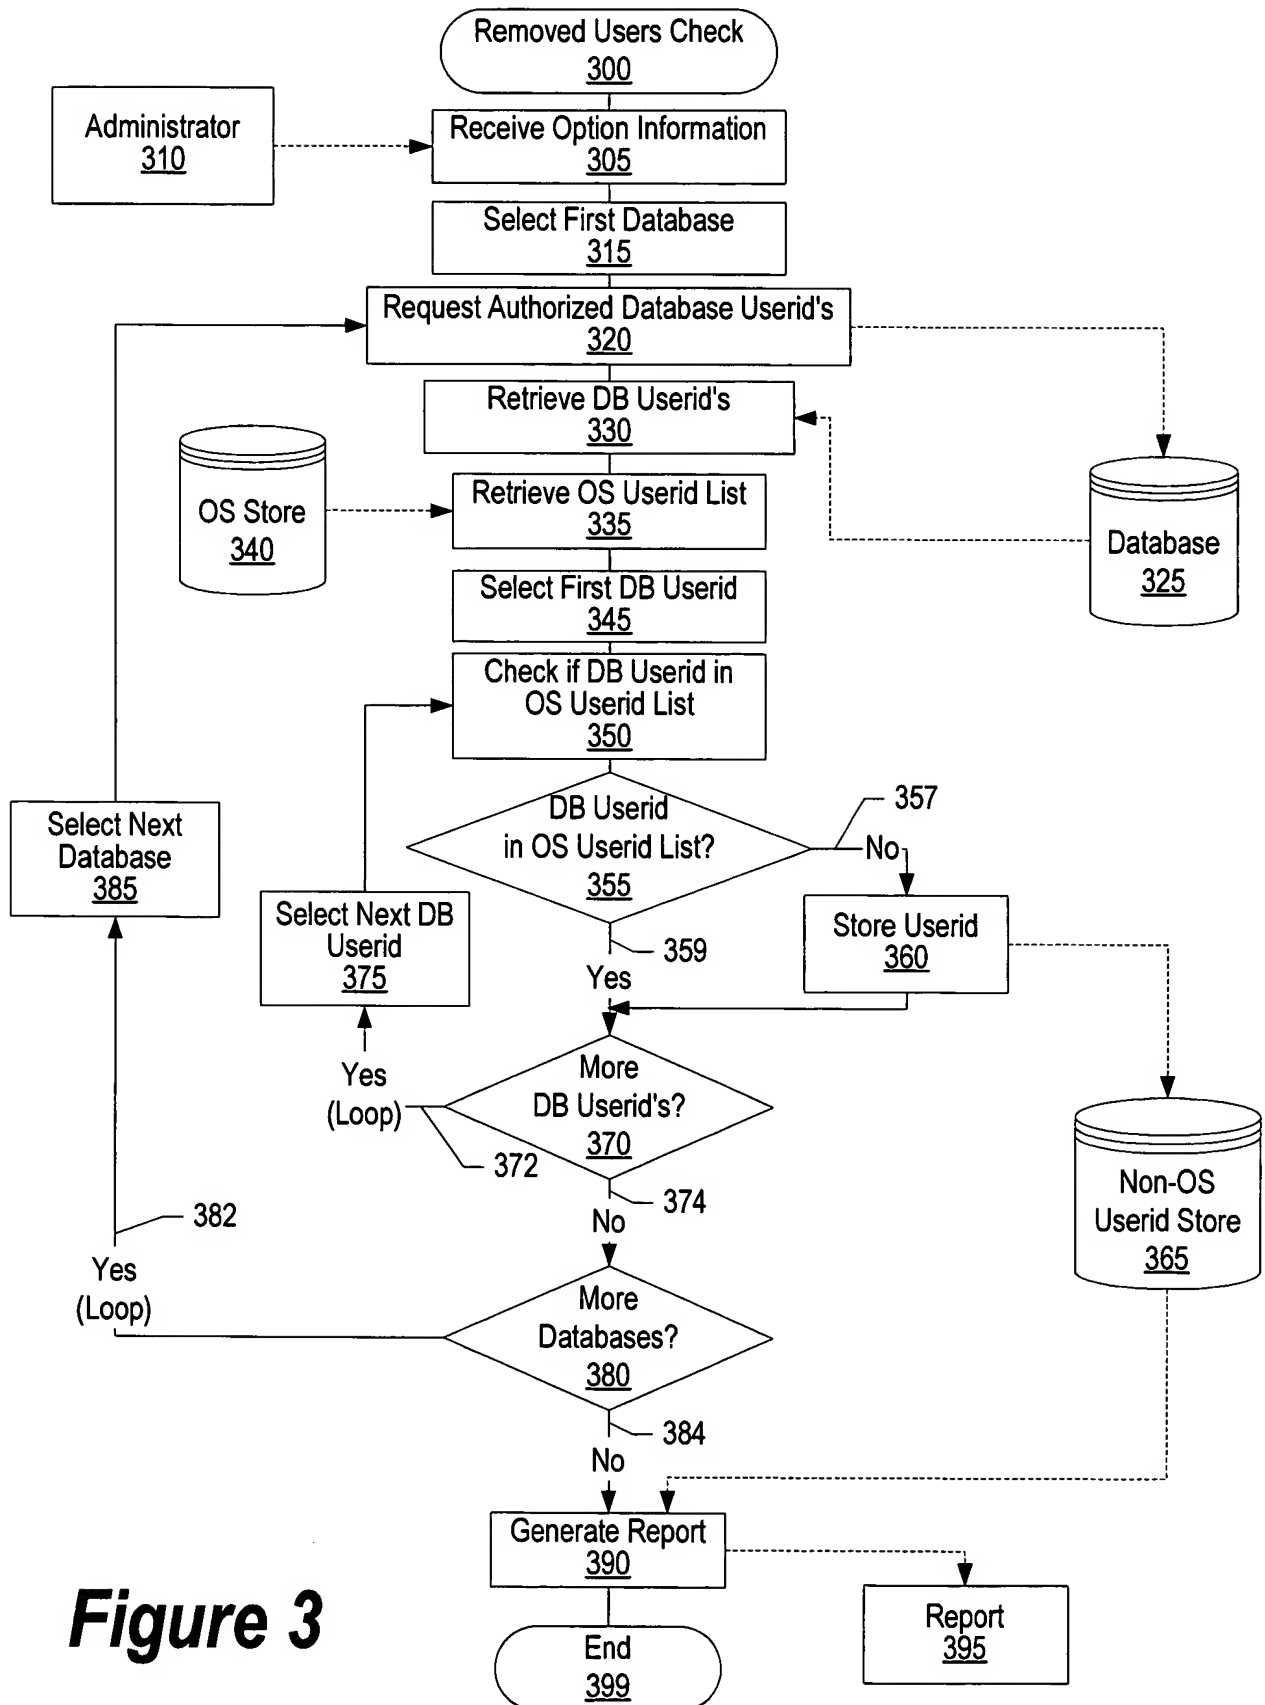 Removed Users Check
300
Administrator
310
Receive Option Information
305
Select First Database
315
Request Authorized Database Userid's
320
Retrieve DB Userid's
330
OS Store
340
Retrieve OS Userid List
335
Database
325
Select First DB Userid
345
Check if DB Userid in
OS Userid List
350
Select Next
Database
385
DB Userid
in OS Userid List?
355
357
No
Select Next DB
Userid
375
359
Yes
Store Userid
360
Yes
(Loop)
More
DB Userid's?
370
372
374
No
Non-OS
Userid Store
365
382
Yes
(Loop)
More
Databases?
380
384
No
Generate Report
390
Report
395
End
399
Figure 3